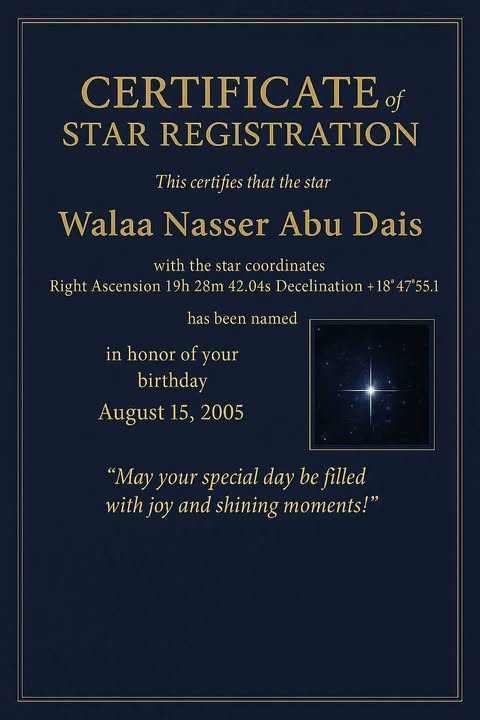 CERTIFICATE of
STAR REGISTRATION
This certifies that the star
Walaa Nasser Abu Dais
with the star coordinates
Right Ascension 19h 28m 42.04s Decelination +18°47'55.1
has been named
in honor of your
birthday
August 15, 2005
“May your special day be filled
with joy and shining moments!”